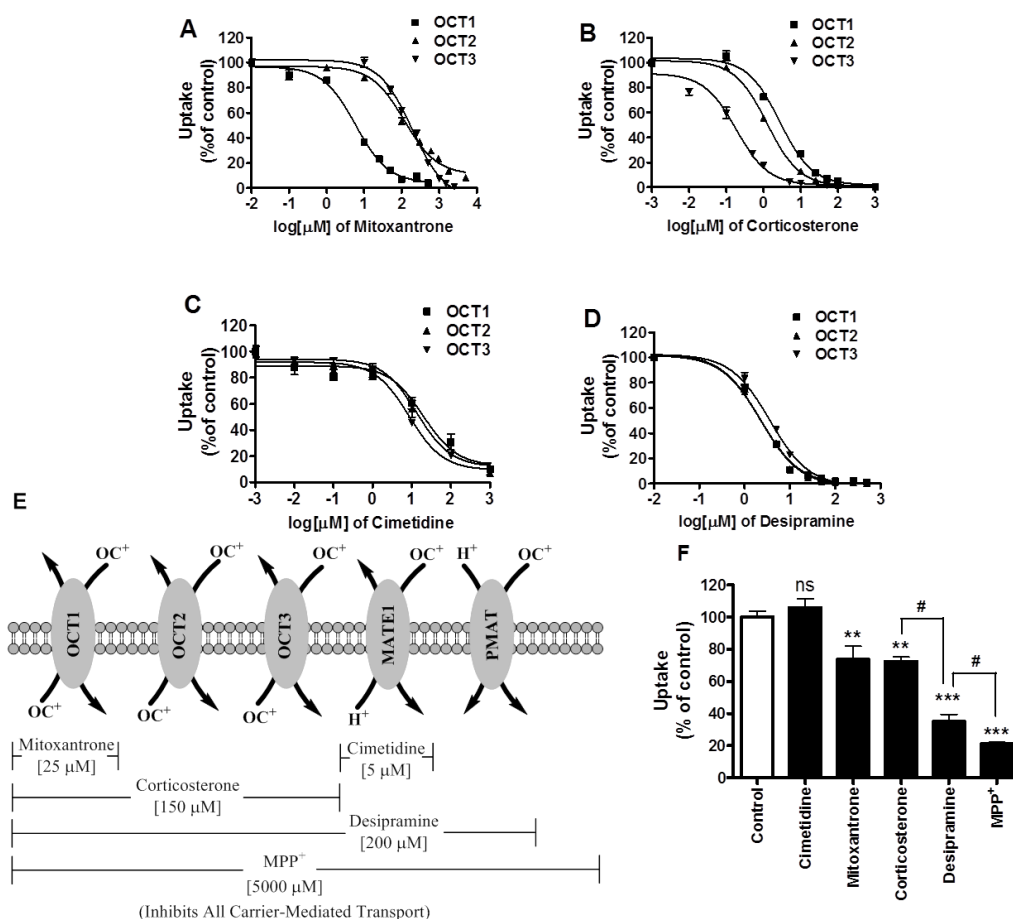 A
OCT1
OCT2
OCT3
120
100
80
60
40
20
0
Uptake
(%of control)
-2 -1 0 1 2 3 4
log[µM] of Mitoxantrone
B
OCT1
OCT2
OCT3
120
100
80
60
40
20
0
Uptake
(%of control)
-3 -2 -1 0 1 2 3
log[µM] of Corticosterone
C
OCT1
OCT2
OCT3
120
100
80
60
40
20
0
Uptake
(%of control)
-3 -2 -1 0 1 2 3
log[µM] of Cimetidine
D
OCT1
OCT2
OCT3
120
100
80
60
40
20
0
Uptake
(%of control)
-2 -1 0 1 2 3
log[µM] of Desipramine
E
OC+ OC+ OC+ OC+ H+ OC+
OCT1 OCT2 OCT3 MATE1 PMAT
OC+ OC+ OC+ H+
Mitoxantrone
[25 µM]
Cimetidine
[5 µM]
Corticosterone
[150 µM]
Desipramine
[200 µM]
MPP+
[5000 µM]
(Inhibits All Carrier-Mediated Transport)
F
120
100
80
60
40
20
0
Uptake
(% of control)
ns
**
**
#
***
#
***
Control
Cimetidine
Mitoxantrone
Corticosterone
Desipramine
MPP+